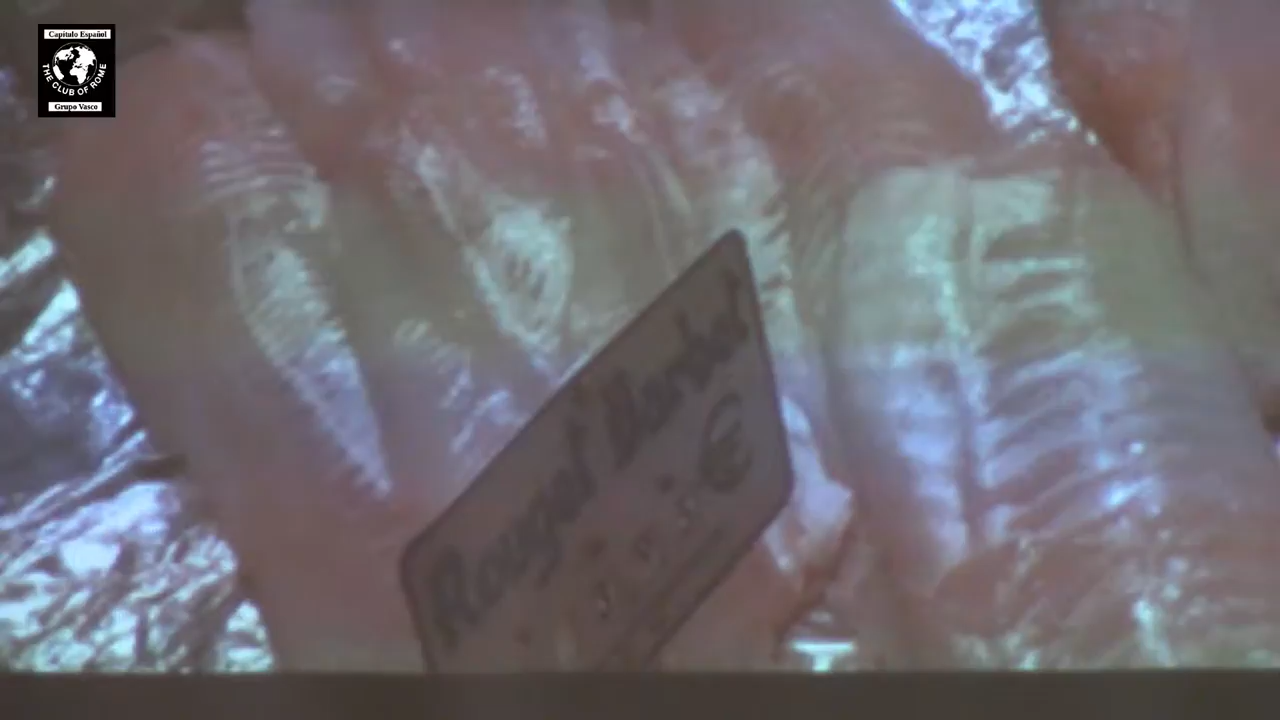 Capítulo Español
THE CLUB OF ROME
Grupo Vasco
Rouget Barbet
€